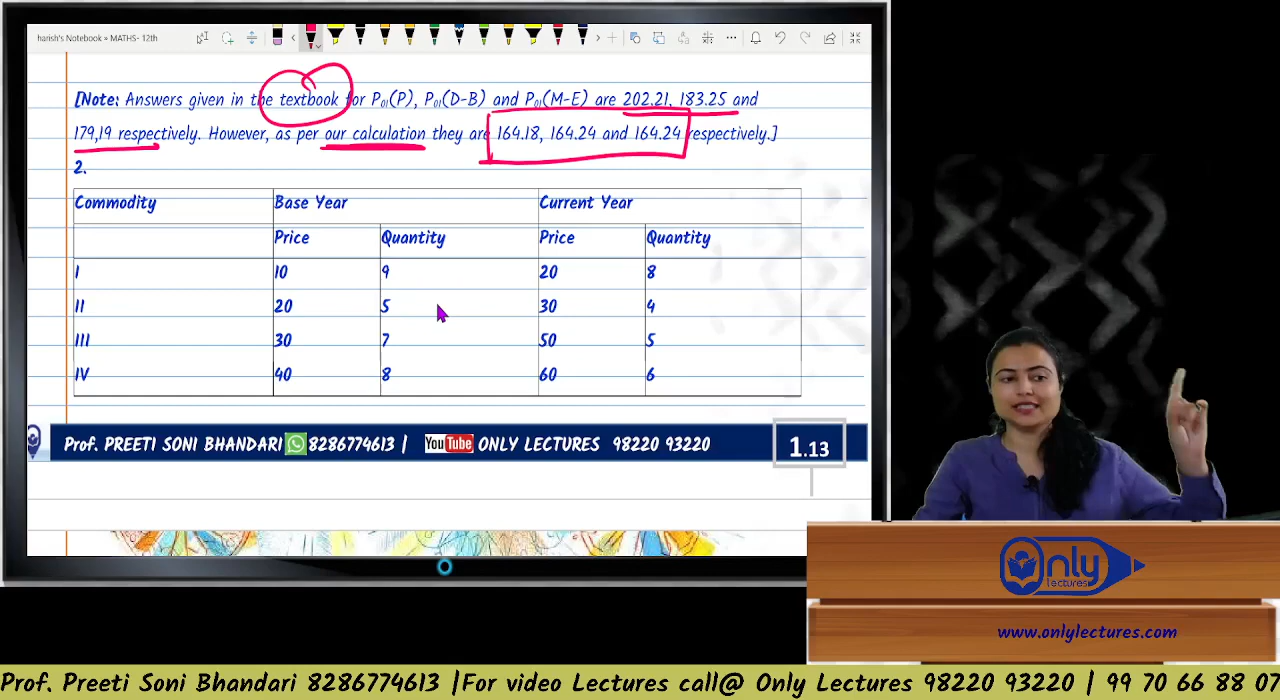 harish's Notebook » MATHS- 12th
[Note: Answers given in the textbook for P01(P), P01(D-B) and P01(M-E) are 202.21, 183.25 and
179,19 respectively. However, as per our calculation they are 164.18, 164.24 and 164.24 respectively.]
2.
Commodity Base Year Current Year
Price Quantity Price Quantity
I 10 9 20 8
II 20 5 30 4
III 30 7 50 5
IV 40 8 60 6
Prof. PREETI SONI BHANDARI 8286774613 | YouTube ONLY LECTURES 98220 93220 1.13
Only
lectures
www.onlylectures.com
Prof. Preeti Soni Bhandari 8286774613 |For video Lectures call@ Only Lectures 98220 93220 | 99 70 66 88 07